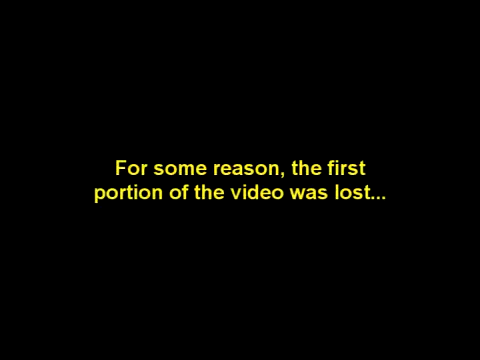 For some reason, the first
portion of the video was lost...